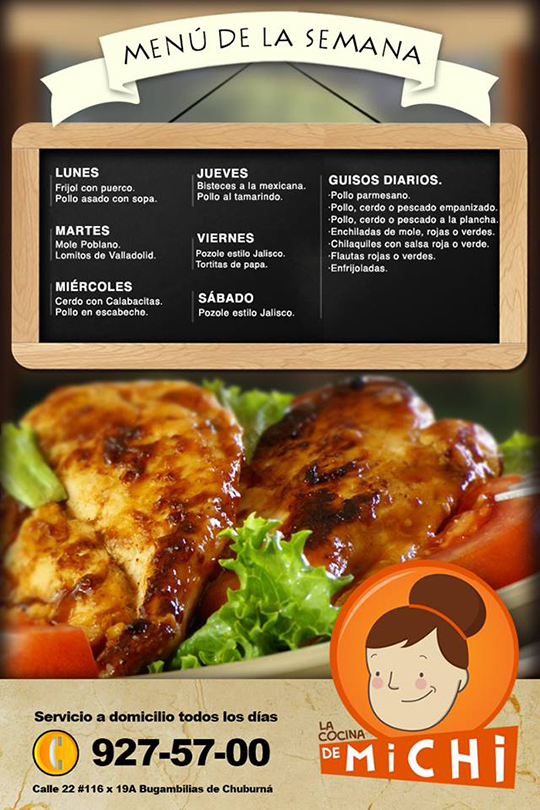 MENÚ DE LA SEMANA
LUNES
Frijol con puerco.
Pollo asado con sopa.
MARTES
Mole Poblano.
Lomitos de Valladolid.
MIÉRCOLES
Cerdo con Calabacitas.
Pollo en escabeche.
JUEVES
Bisteces a la mexicana.
Pollo al tamarindo.
VIERNES
Pozole estilo Jalisco.
Tortitas de papa.
SÁBADO
Pozole estilo Jalisco.
GUISOS DIARIOS.
·Pollo parmesano.
·Pollo, cerdo o pescado empanizado.
·Pollo, cerdo o pescado a la plancha.
·Enchiladas de mole, rojas o verdes.
·Chilaquiles con salsa roja o verde.
·Flautas rojas o verdes.
·Enfrijoladas.
Servicio a domicilio todos los días
927-57-00
Calle 22 #116 x 19A Bugambilias de Chuburná
LA
COCINA
DE MiCHi